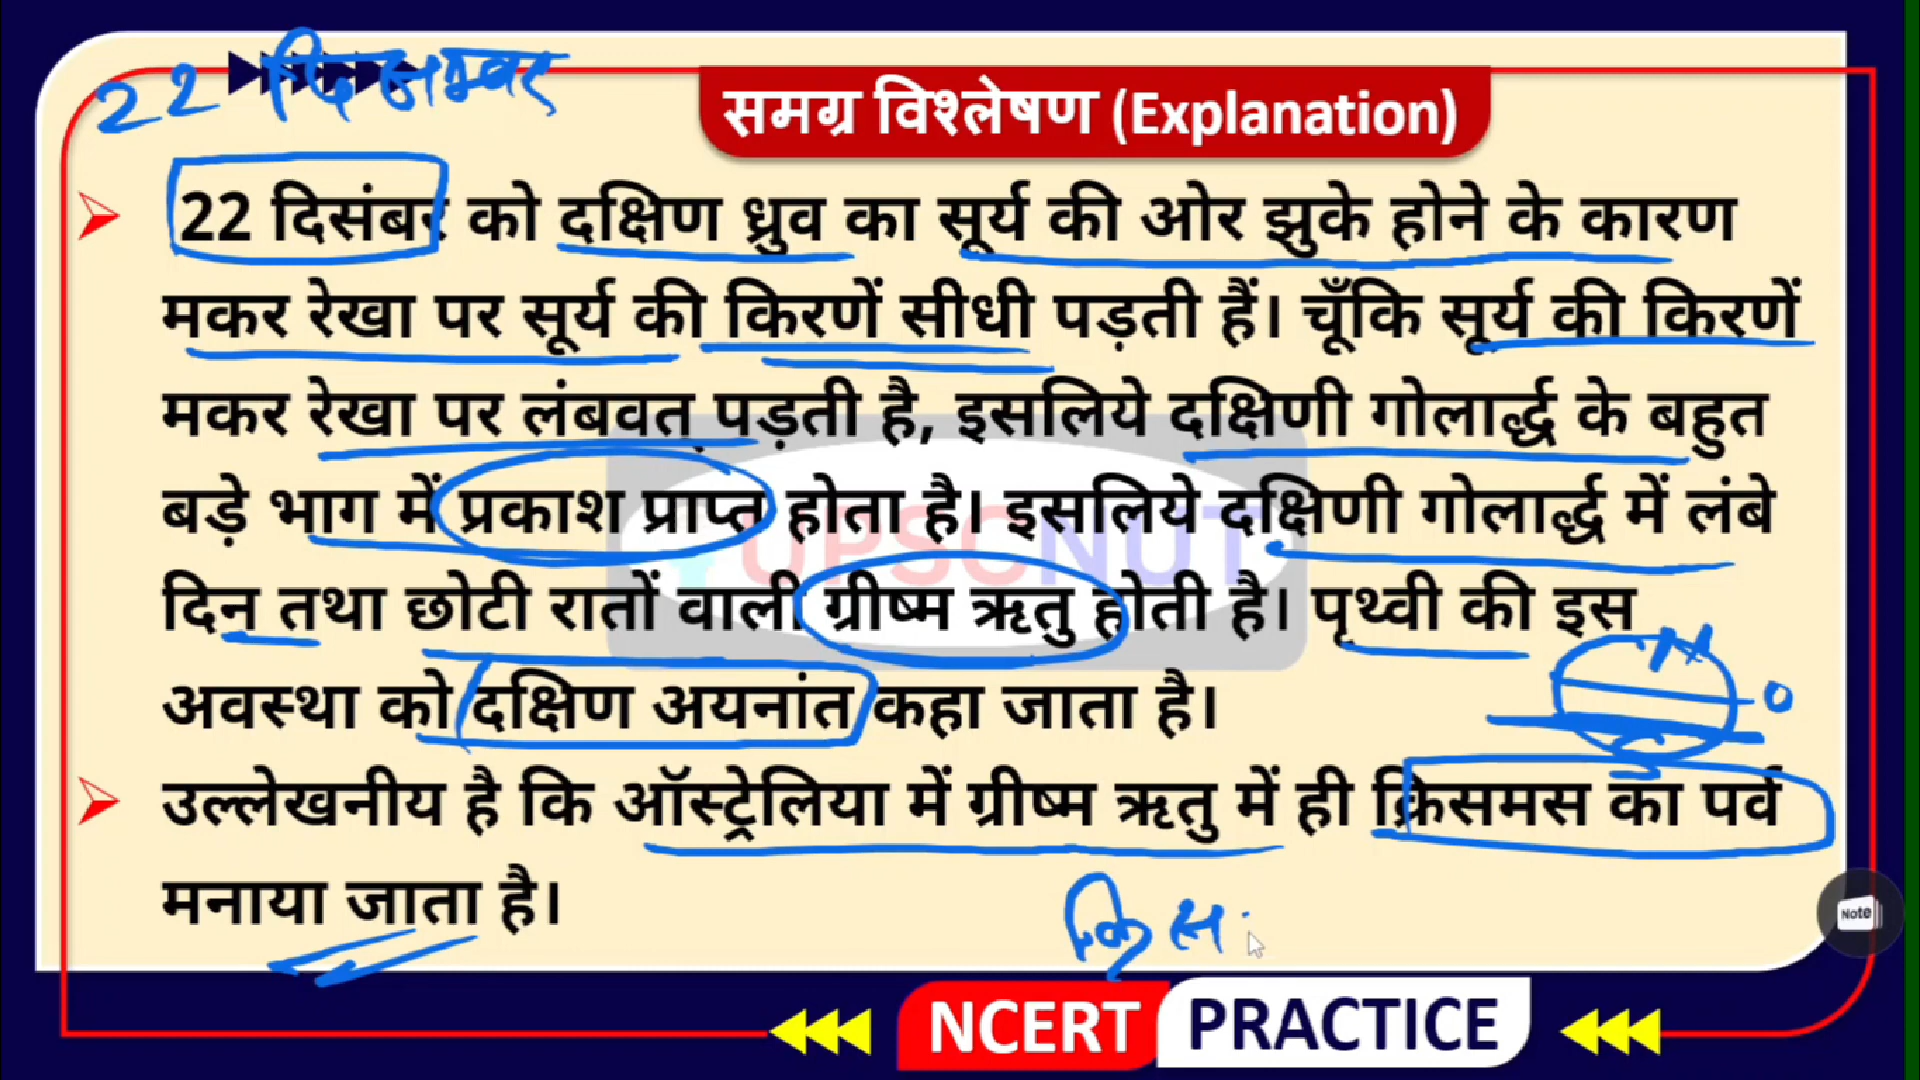 22 दिसम्बर
समग्र विश्लेषण (Explanation)
22 दिसंबर को दक्षिण ध्रुव का सूर्य की ओर झुके होने के कारण
मकर रेखा पर सूर्य की किरणें सीधी पड़ती हैं। चूँकि सूर्य की किरणें
मकर रेखा पर लंबवत् पड़ती है, इसलिये दक्षिणी गोलार्द्ध के बहुत
बड़े भाग में प्रकाश प्राप्त होता है। इसलिये दक्षिणी गोलार्द्ध में लंबे
दिन तथा छोटी रातों वाली ग्रीष्म ऋतु होती है। पृथ्वी की इस
अवस्था को दक्षिण अयनांत कहा जाता है।
N
0
S
उल्लेखनीय है कि ऑस्ट्रेलिया में ग्रीष्म ऋतु में ही क्रिसमस का पर्व
मनाया जाता है।
UPSCNUT
Note
NCERT PRACTICE